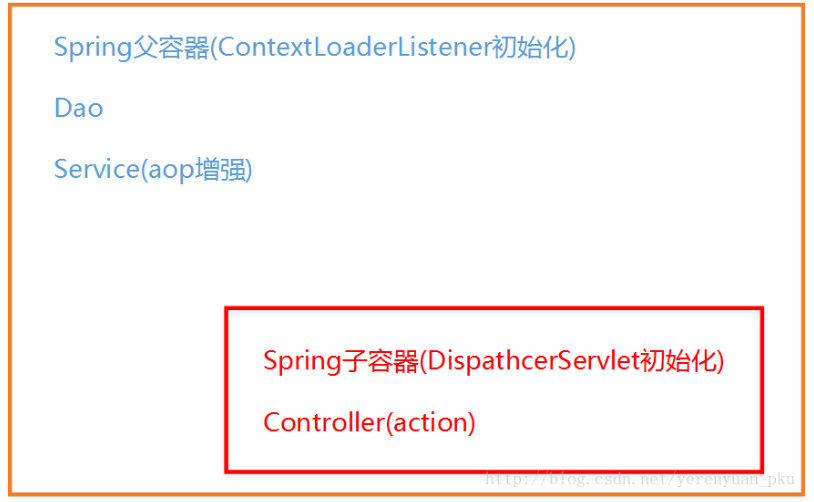 Spring父容器(ContextLoaderListener初始化)
Dao
Service(aop增强)
Spring子容器(DispathcerServlet初始化)
Controller(action)
http://blog.csdn.net/yerenyuan_pku